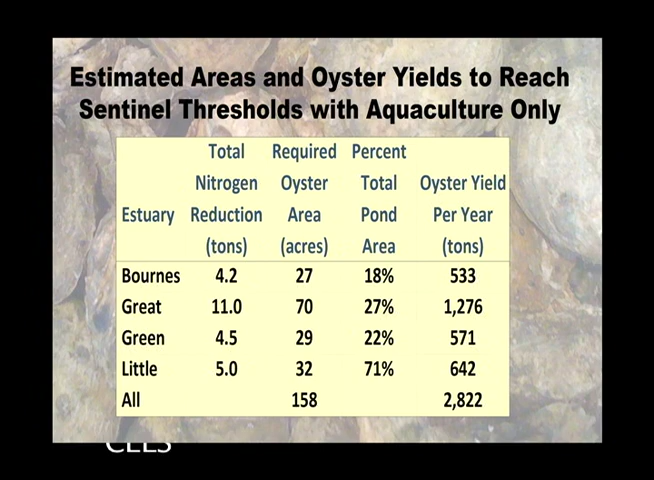 Estimated Areas and Oyster Yields to Reach
Sentinel Thresholds with Aquaculture Only
Total Required Percent
Nitrogen Oyster Total Oyster Yield
Estuary Reduction Area Pond Per Year
(tons) (acres) Area (tons)
Bournes 4.2 27 18% 533
Great 11.0 70 27% 1,276
Green 4.5 29 22% 571
Little 5.0 32 71% 642
All 158 2,822